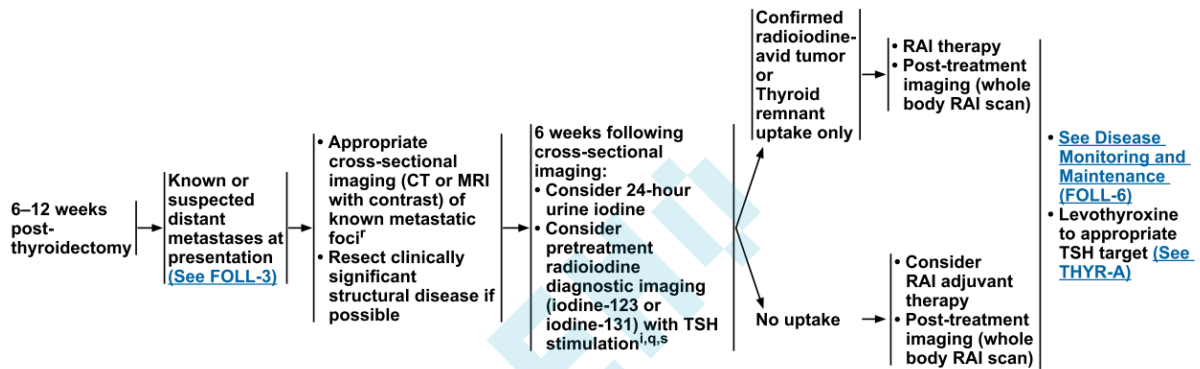 6–12 weeks
post-
thyroidectomy
Known or
suspected
distant
metastases at
presentation
(See FOLL-3)
• Appropriate
cross-sectional
imaging (CT or MRI
with contrast) of
known metastatic
fociʳ
• Resect clinically
significant
structural disease if
possible
6 weeks following
cross-sectional
imaging:
• Consider 24-hour
urine iodine
• Consider
pretreatment
radioiodine
diagnostic imaging
(iodine-123 or
iodine-131) with TSH
stimulationi,q,s
Confirmed
radioiodine-
avid tumor
or
Thyroid
remnant
uptake only
• RAI therapy
• Post-treatment
imaging (whole
body RAI scan)
No uptake
• Consider
RAI adjuvant
therapy
• Post-treatment
imaging (whole
body RAI scan)
• See Disease
Monitoring and
Maintenance
(FOLL-6)
• Levothyroxine
to appropriate
TSH target (See
THYR-A)